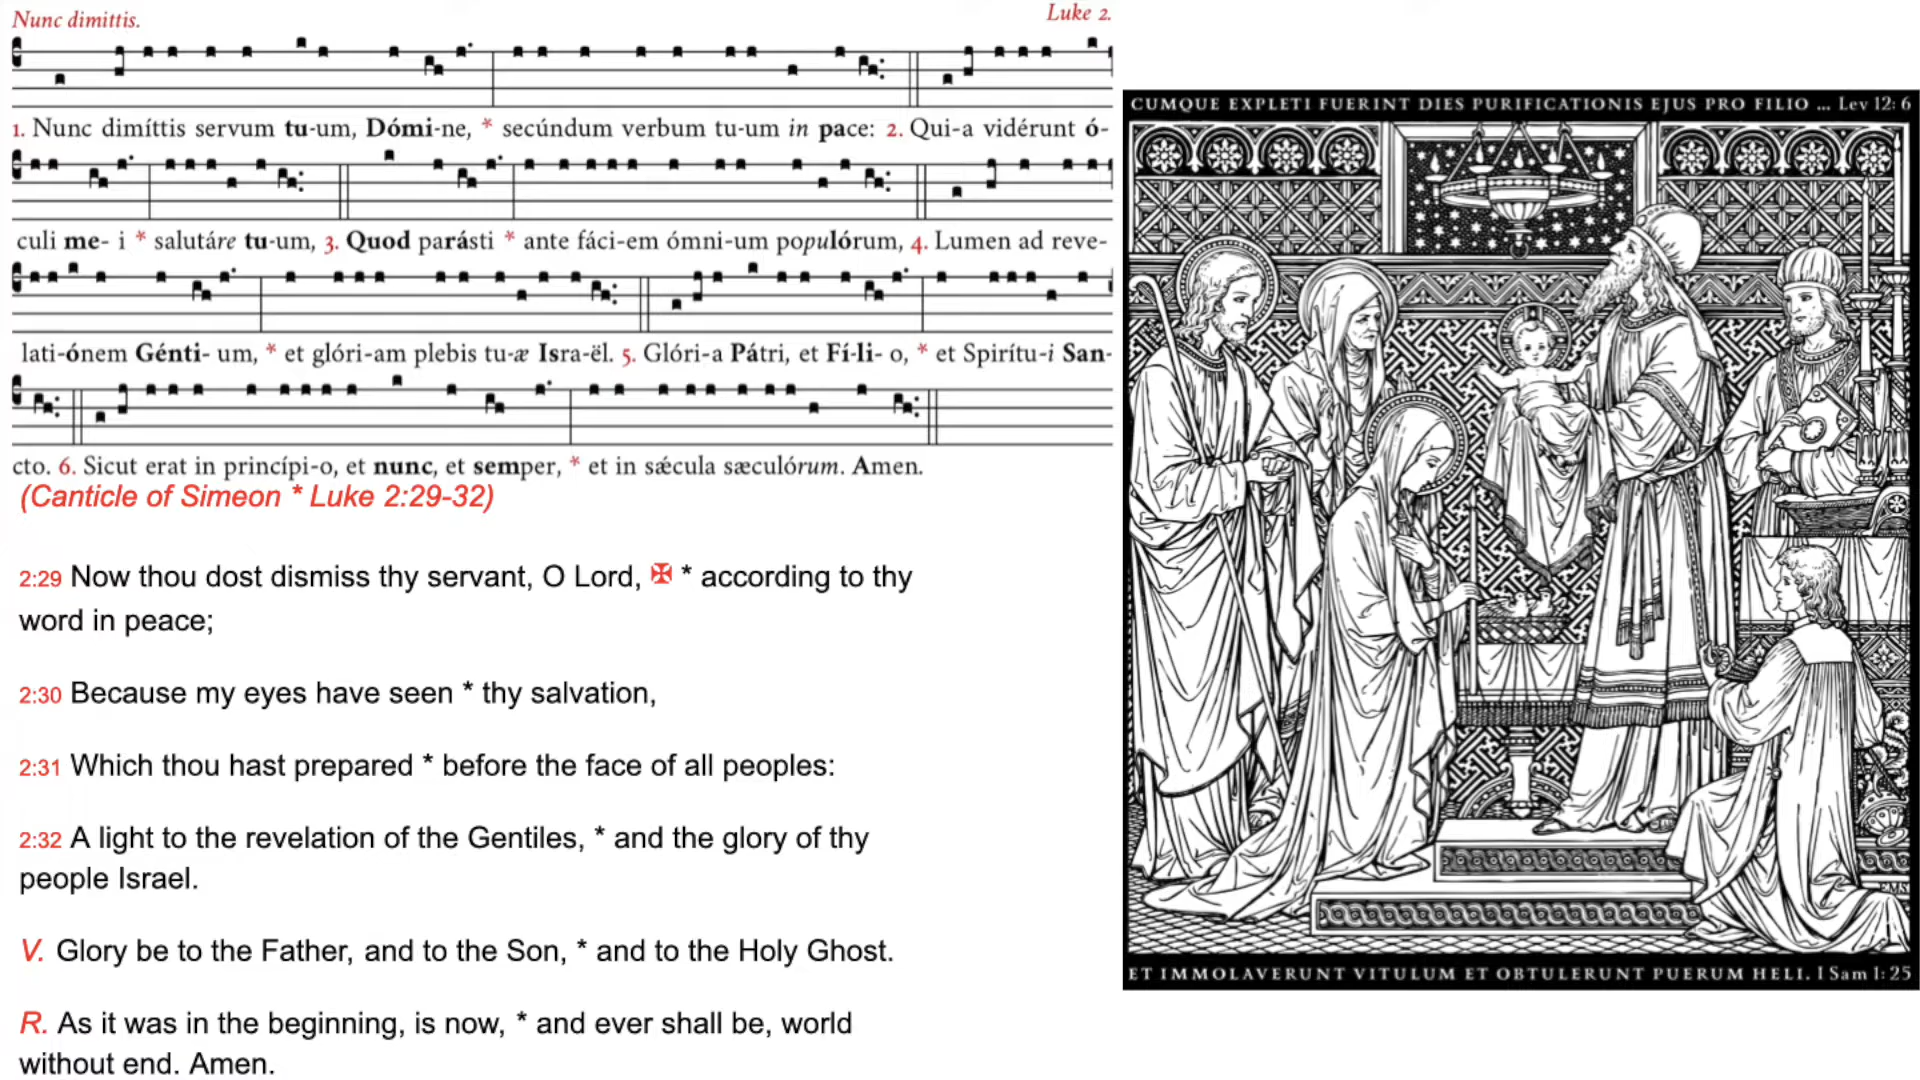 Nunc dimittis.
Luke 2.
1. Nunc dimíttis servum tu-um, Dómi-ne, * secúndum verbum tu-um in pace: 2. Qui-a vidérunt ó-
culi me- i * salutáre tu-um, 3. Quod parásti * ante fáci-em ómni-um populórum, 4. Lumen ad reve-
lati-ónem Génti- um, * et glóri-am plebis tu-æ Isra-ël. 5. Glóri-a Pátri, et Fí-li- o, * et Spirítu-i San-
cto. 6. Sicut erat in princípi-o, et nunc, et semper, * et in sǽcula sæculórum. Amen.
(Canticle of Simeon * Luke 2:29-32)
2:29 Now thou dost dismiss thy servant, O Lord, ✠ * according to thy
word in peace;
2:30 Because my eyes have seen * thy salvation,
2:31 Which thou hast prepared * before the face of all peoples:
2:32 A light to the revelation of the Gentiles, * and the glory of thy
people Israel.
V. Glory be to the Father, and to the Son, * and to the Holy Ghost.
R. As it was in the beginning, is now, * and ever shall be, world
without end. Amen.
CUMQUE EXPLETI FUERINT DIES PURIFICATIONIS EJUS PRO FILIO ... Lev 12: 6
EMS
ET IMMOLAVERUNT VITULUM ET OBTULERUNT PUERUM HELI. I Sam 1: 25